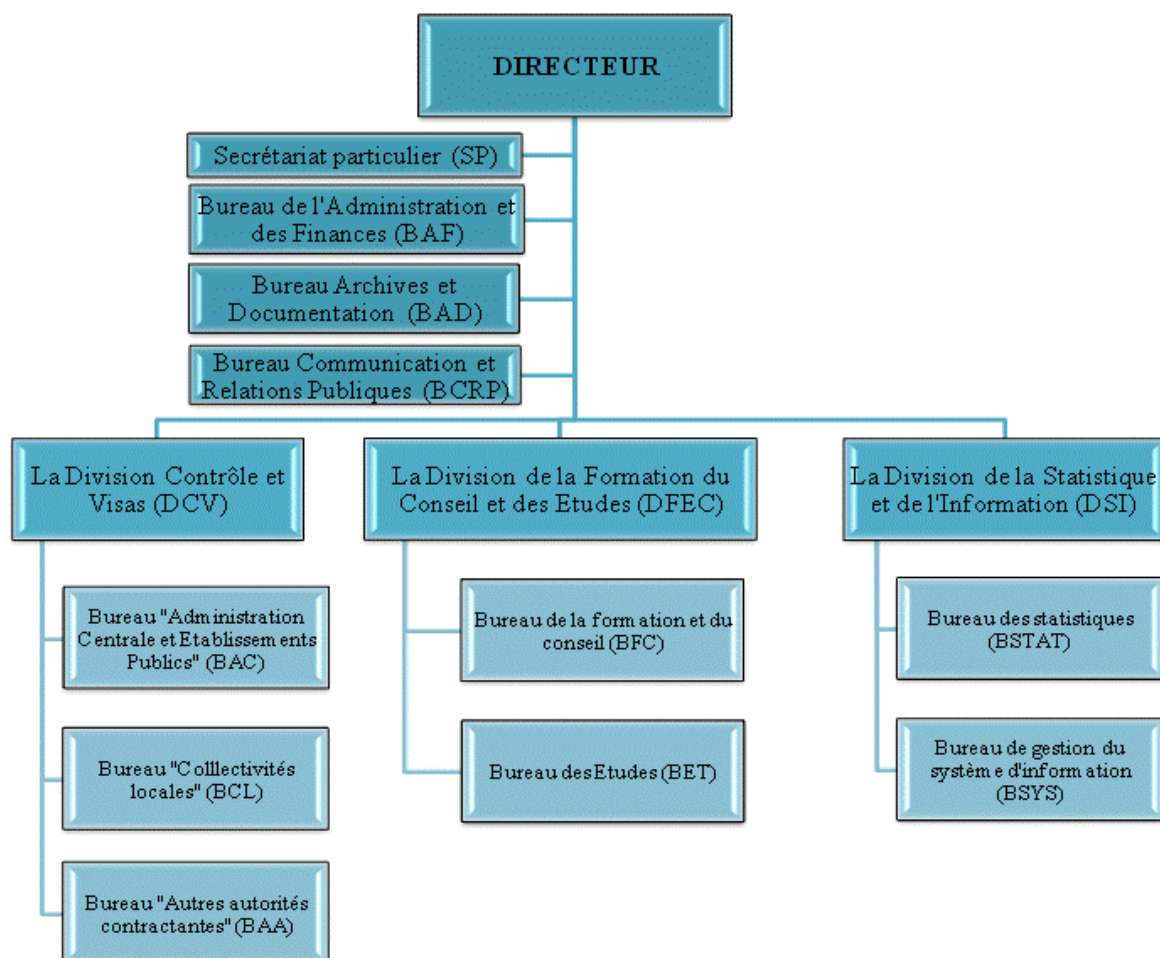 DIRECTEUR
Secrétariat particulier (SP)
Bureau de l'Administration et
des Finances (BAF)
Bureau Archives et
Documentation (BAD)
Bureau Communication et
Relations Publiques (BCRP)
La Division Contrôle et
Visas (DCV)
La Division de la Formation du
Conseil et des Etudes (DFEC)
La Division de la Statistique
et de l'Information (DSI)
Bureau "Administration
Centrale et Etablissements
Publics" (BAC)
Bureau "Colllectivités
locales" (BCL)
Bureau "Autres autorités
contractantes" (BAA)
Bureau de la formation et du
conseil (BFC)
Bureau des Etudes (BET)
Bureau des statistiques
(BSTAT)
Bureau de gestion du
système d'information
(BSYS)